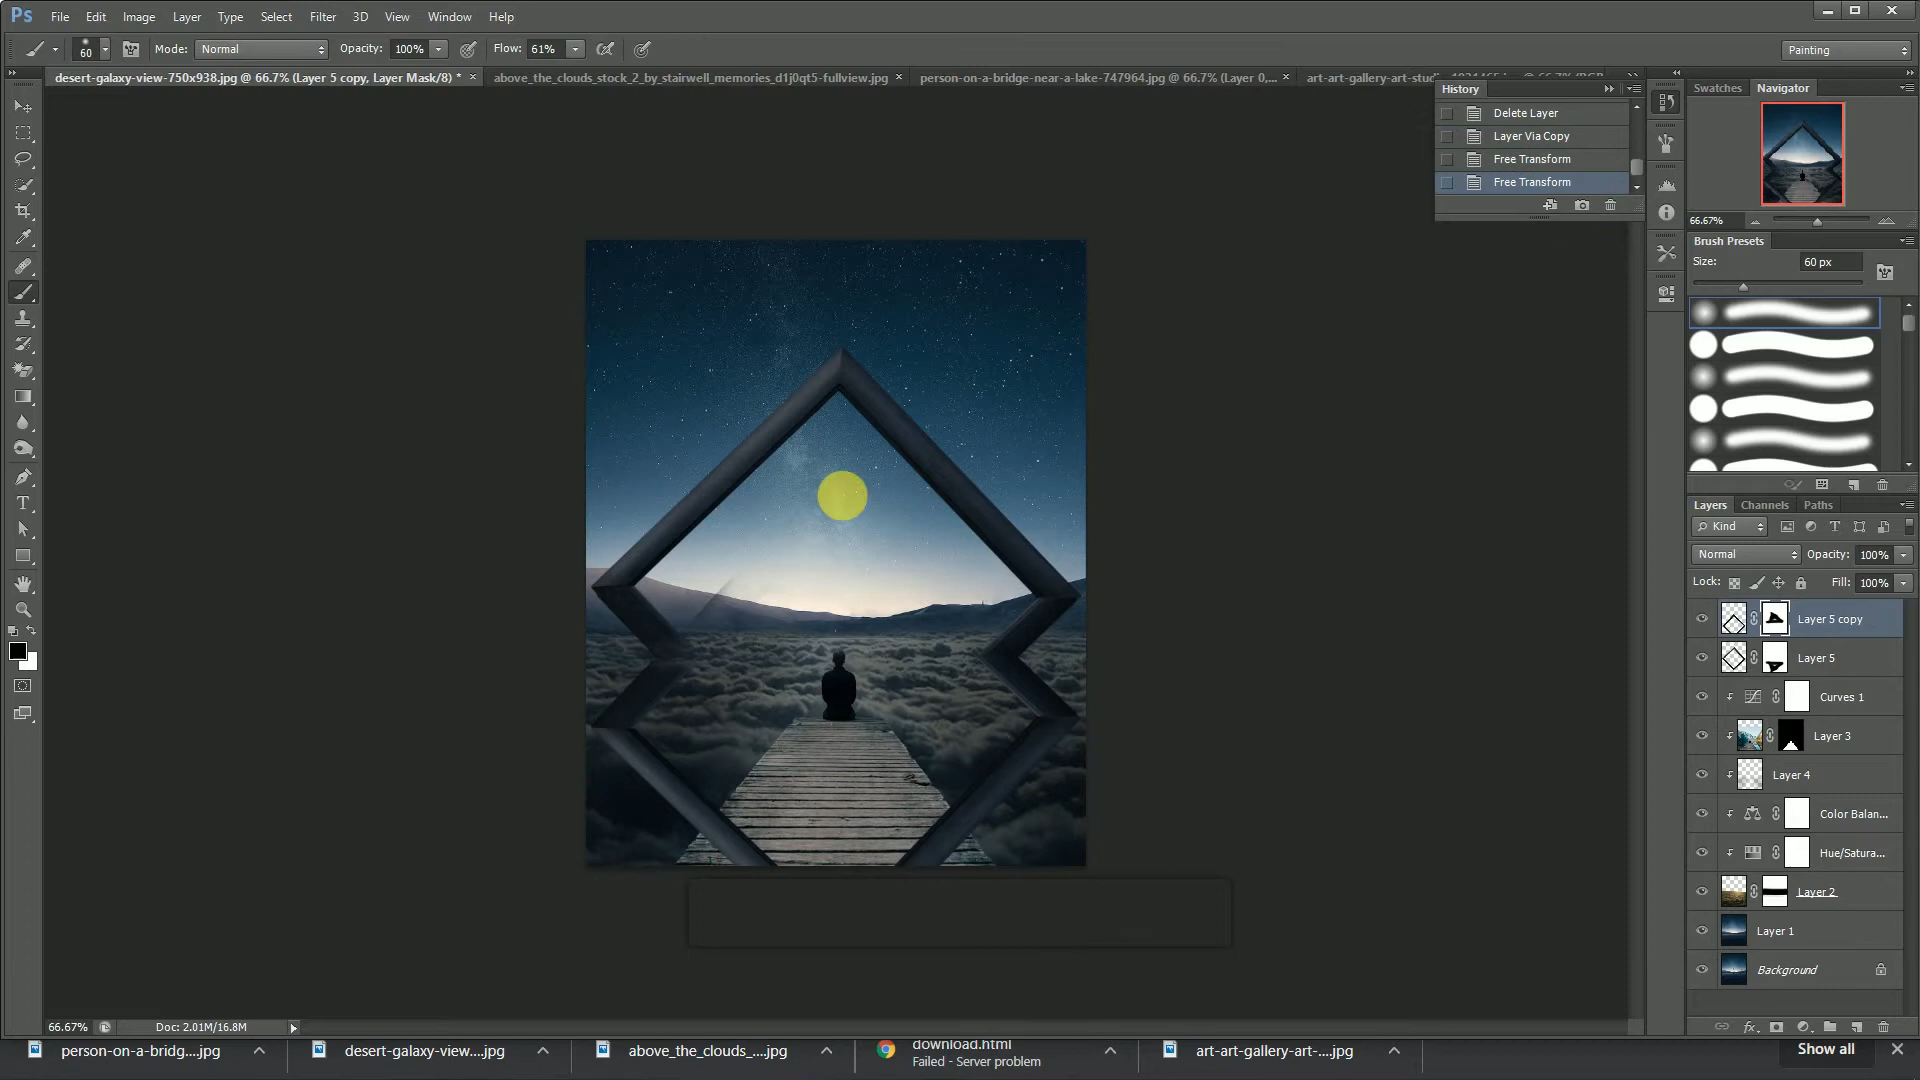 Ps File Edit Image Layer Type Select Filter 3D View Window Help
60 Mode: Normal Opacity: 100% Flow: 61% Painting
desert-galaxy-view-750x938.jpg @ 66.7% (Layer 5 copy, Layer Mask/8) * × above_the_clouds_stock_2_by_stairwell_memories_d1j0qt5-fullview.jpg × person-on-a-bridge-near-a-lake-747964.jpg @ 66.7% (Layer 0,... ×
History
Delete Layer
Layer Via Copy
Free Transform
Free Transform
Swatches Navigator
66.67%
Brush Presets
Size: 60 px
Layers Channels Paths
Kind
Normal Opacity: 100%
Lock: Fill: 100%
Layer 5 copy
Layer 5
Curves 1
Layer 3
Layer 4
Color Balan...
Hue/Satura...
Layer 2
Layer 1
Background
66.67% Doc: 2.01M/16.8M
person-on-a-bridg....jpg desert-galaxy-view....jpg above_the_clouds_....jpg download.html art-art-gallery-art-....jpg Show all
Failed - Server problem